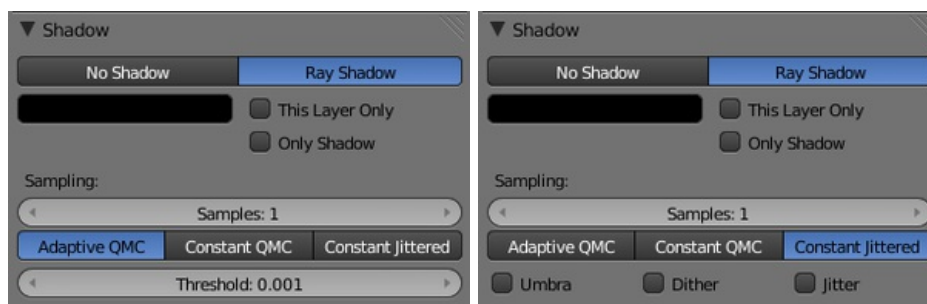 Shadow
No Shadow Ray Shadow
This Layer Only
Only Shadow
Sampling:
Samples: 1
Adaptive QMC Constant QMC Constant Jittered
Threshold: 0.001
Shadow
No Shadow Ray Shadow
This Layer Only
Only Shadow
Sampling:
Samples: 1
Adaptive QMC Constant QMC Constant Jittered
Umbra Dither Jitter